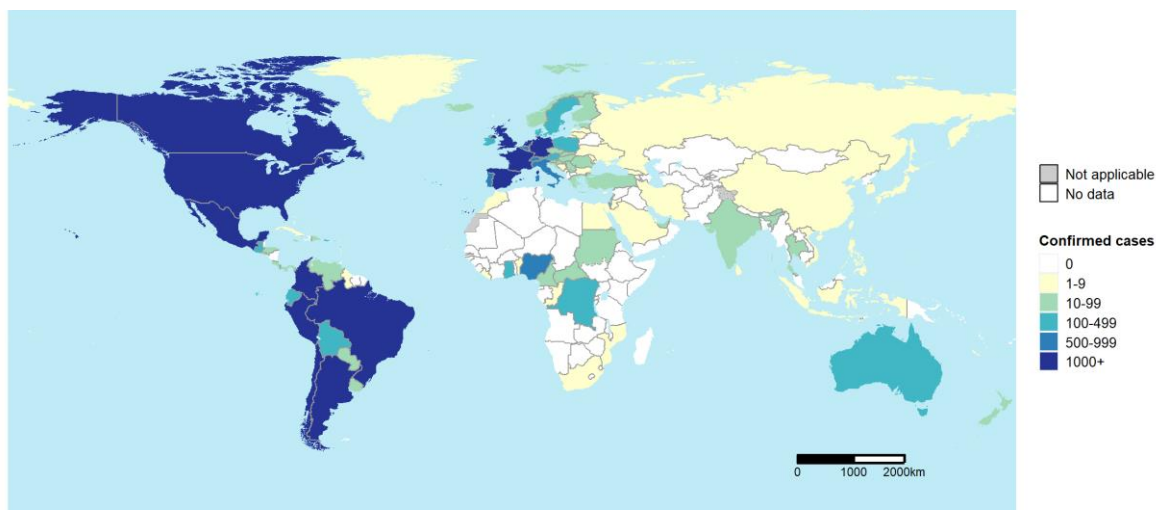 Not applicable
No data
Confirmed cases
0
1-9
10-99
100-499
500-999
1000+
0 1000 2000km